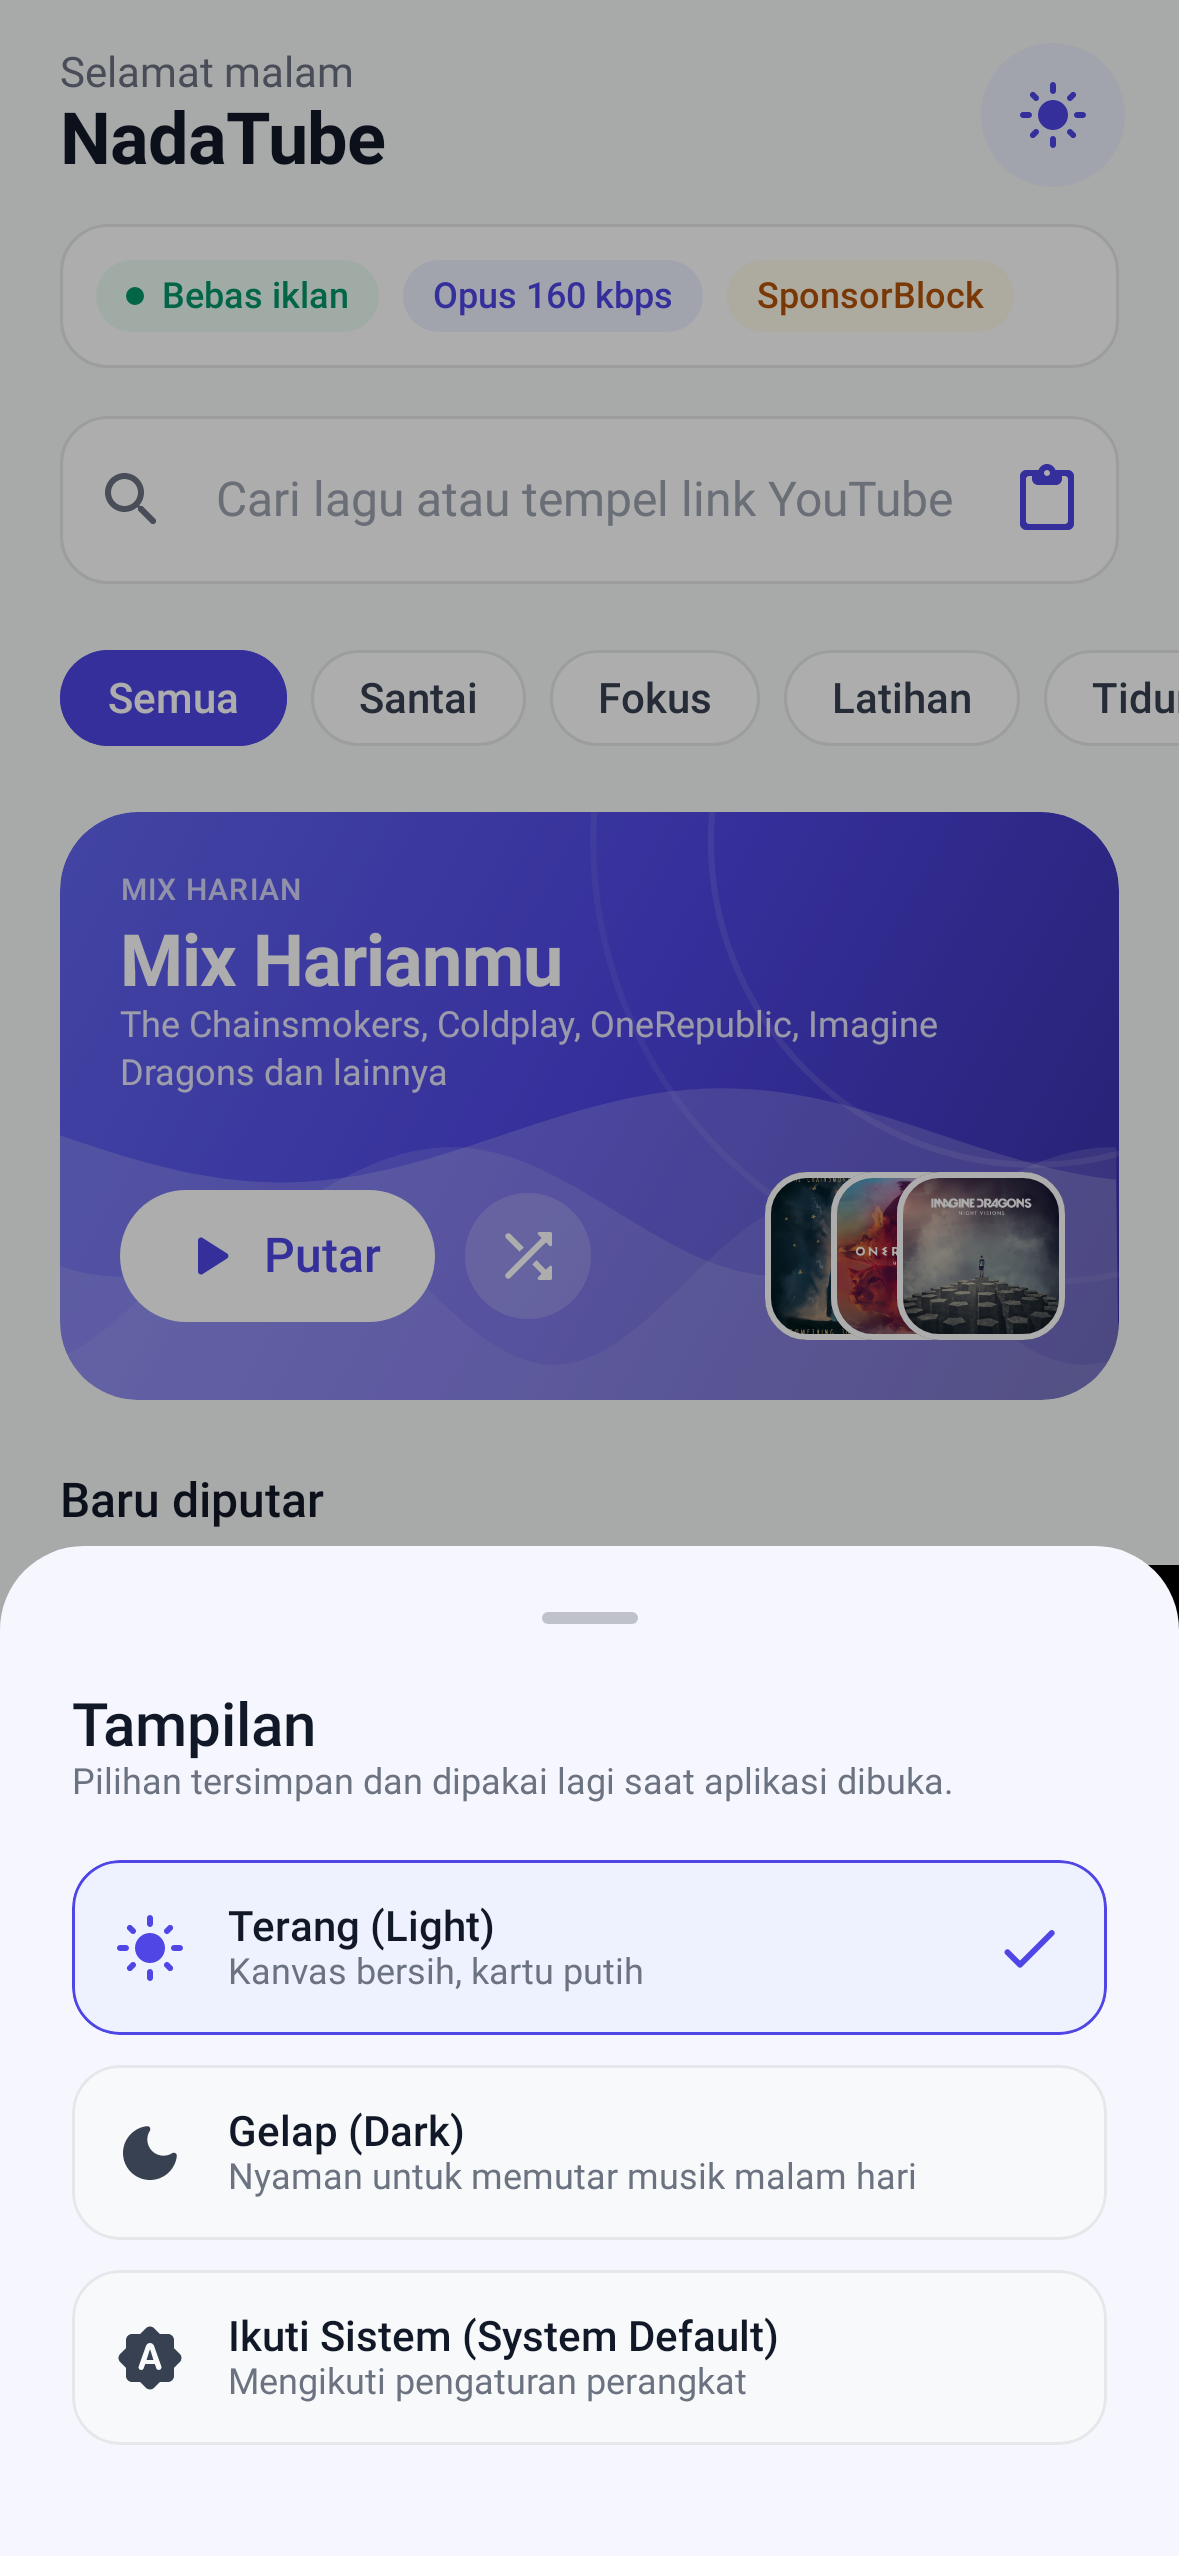 Selamat malam
NadaTube
Bebas iklan
Opus 160 kbps
SponsorBlock
Cari lagu atau tempel link YouTube
Semua
Santai
Fokus
Latihan
MIX HARIAN
Mix Harianmu
The Chainsmokers, Coldplay, OneRepublic, Imagine
Dragons dan lainnya
Putar
IMAGINE DRAGONS
NIGHT VISIONS
Baru diputar
Tampilan
Pilihan tersimpan dan dipakai lagi saat aplikasi dibuka.
Terang (Light)
Kanvas bersih, kartu putih
Gelap (Dark)
Nyaman untuk memutar musik malam hari
A
Ikuti Sistem (System Default)
Mengikuti pengaturan perangkat